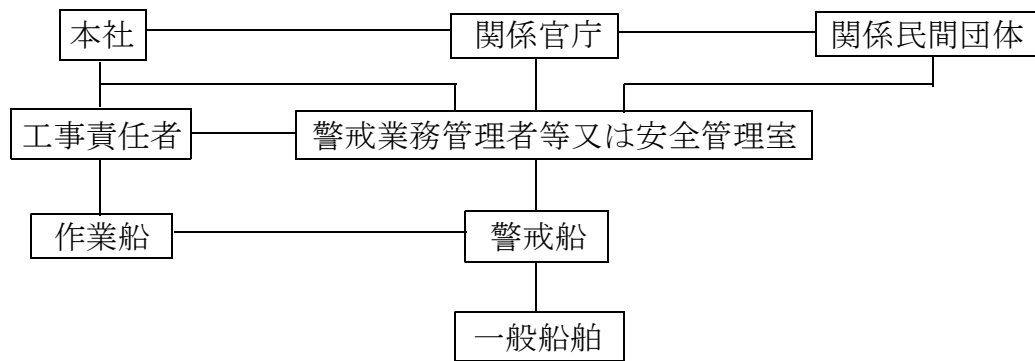 本社
関係官庁
関係民間団体
工事責任者
警戒業務管理者等又は安全管理室
作業船
警戒船
一般船舶